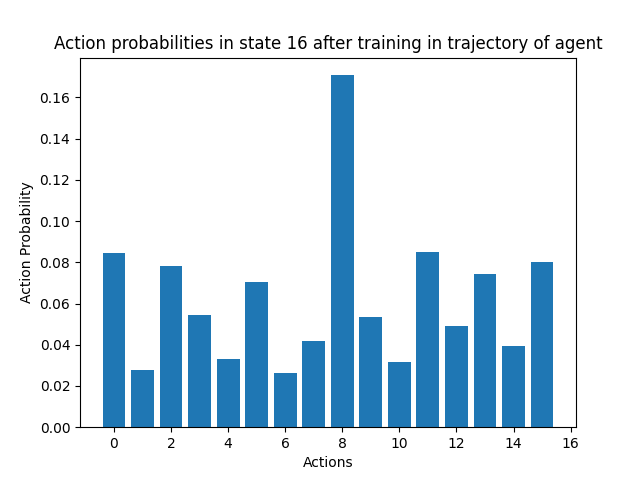 Action probabilities in state 16 after training in trajectory of agent
0.16
0.14
0.12
0.10
0.08
0.06
0.04
0.02
0.00
Action Probability
0 2 4 6 8 10 12 14 16
Actions